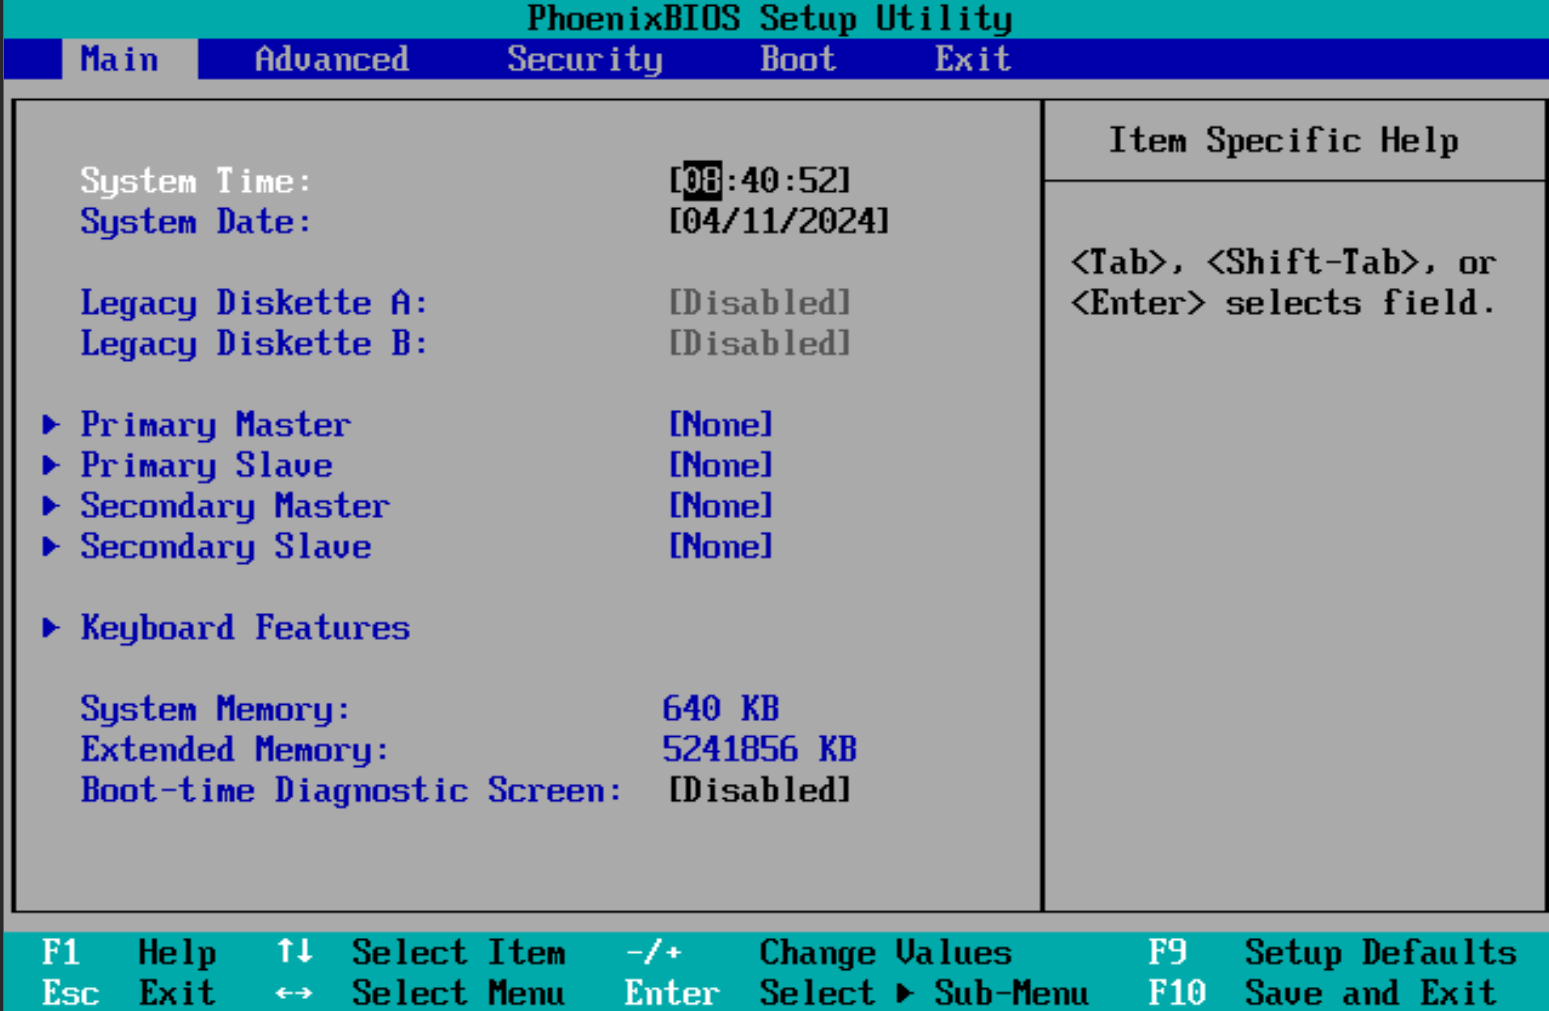 PhoenixBIOS Setup Utility
Main Advanced Security Boot Exit
Item Specific Help
System Time: [08:40:52]
System Date: [04/11/2024]
<Tab>, <Shift-Tab>, or
<Enter> selects field.
Legacy Diskette A: [Disabled]
Legacy Diskette B: [Disabled]
▶ Primary Master [None]
▶ Primary Slave [None]
▶ Secondary Master [None]
▶ Secondary Slave [None]
▶ Keyboard Features
System Memory: 640 KB
Extended Memory: 5241856 KB
Boot-time Diagnostic Screen: [Disabled]
F1 Help ↑↓ Select Item -/+ Change Values F9 Setup Defaults
Esc Exit ↔ Select Menu Enter Select ▶ Sub-Menu F10 Save and Exit